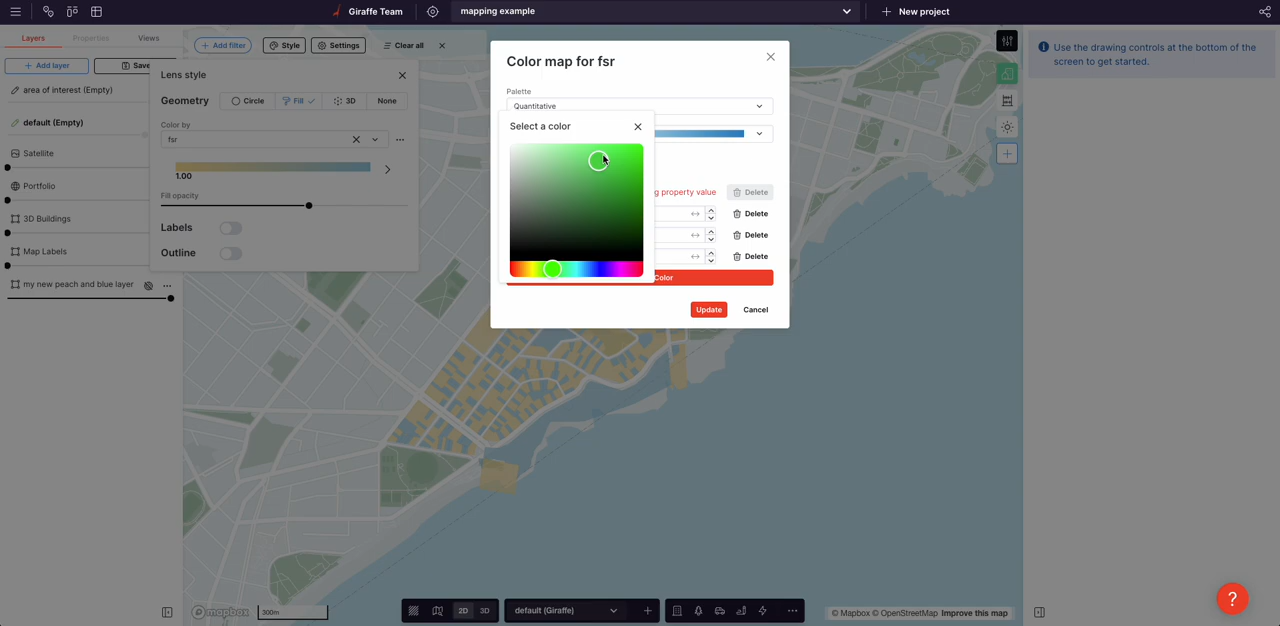 Giraffe Team
mapping example
New project
Layers
Properties
Views
Add filter
Style
Settings
Clear all
Add layer
Save
area of interest (Empty)
default (Empty)
Satellite
Portfolio
3D Buildings
Map Labels
my new peach and blue layer
Lens style
Geometry
Circle
Fill
3D
None
Color by
fsr
1.00
Fill opacity
Labels
Outline
Color map for fsr
Palette
Quantitative
Select a color
g property value
Delete
Delete
Delete
Delete
Color
Update
Cancel
Use the drawing controls at the bottom of the
screen to get started.
mapbox
300m
2D
3D
default (Giraffe)
© Mapbox © OpenStreetMap Improve this map
?